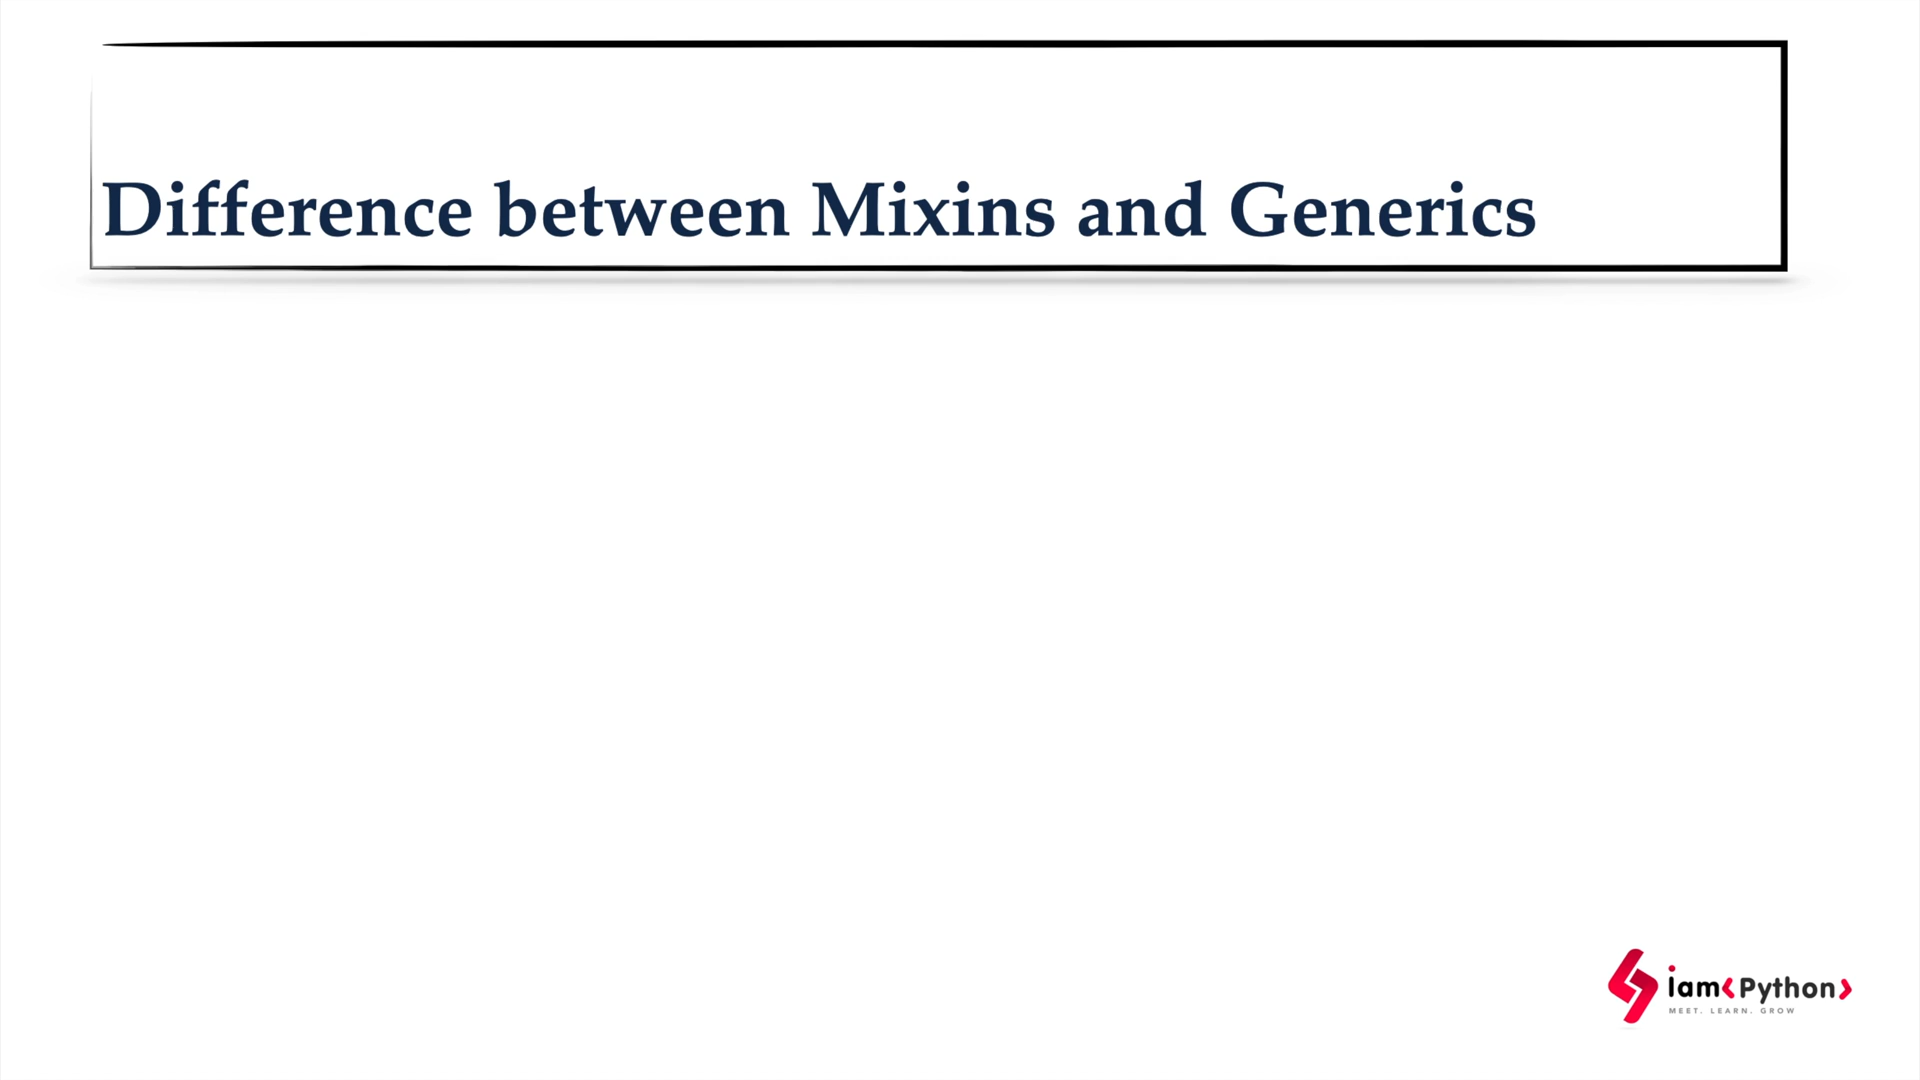 Difference between Mixins and Generics
iam<Python>
MEET. LEARN. GROW